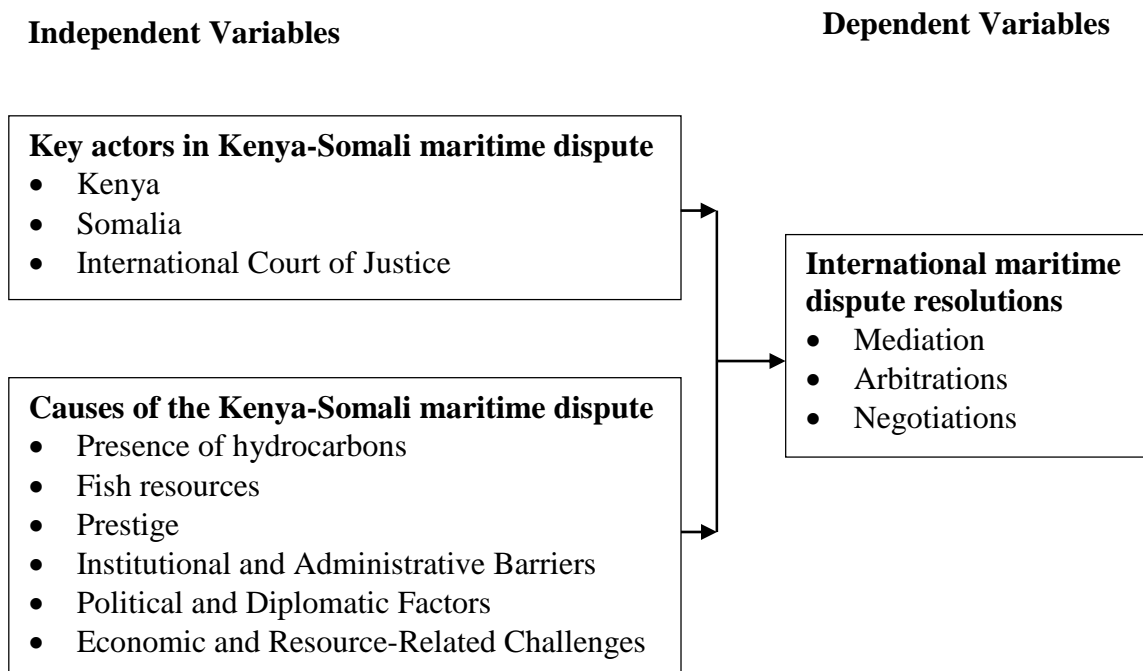 Independent Variables
Dependent Variables
Key actors in Kenya-Somali maritime dispute
• Kenya
• Somalia
• International Court of Justice
Causes of the Kenya-Somali maritime dispute
• Presence of hydrocarbons
• Fish resources
• Prestige
• Institutional and Administrative Barriers
• Political and Diplomatic Factors
• Economic and Resource-Related Challenges
International maritime
dispute resolutions
• Mediation
• Arbitrations
• Negotiations